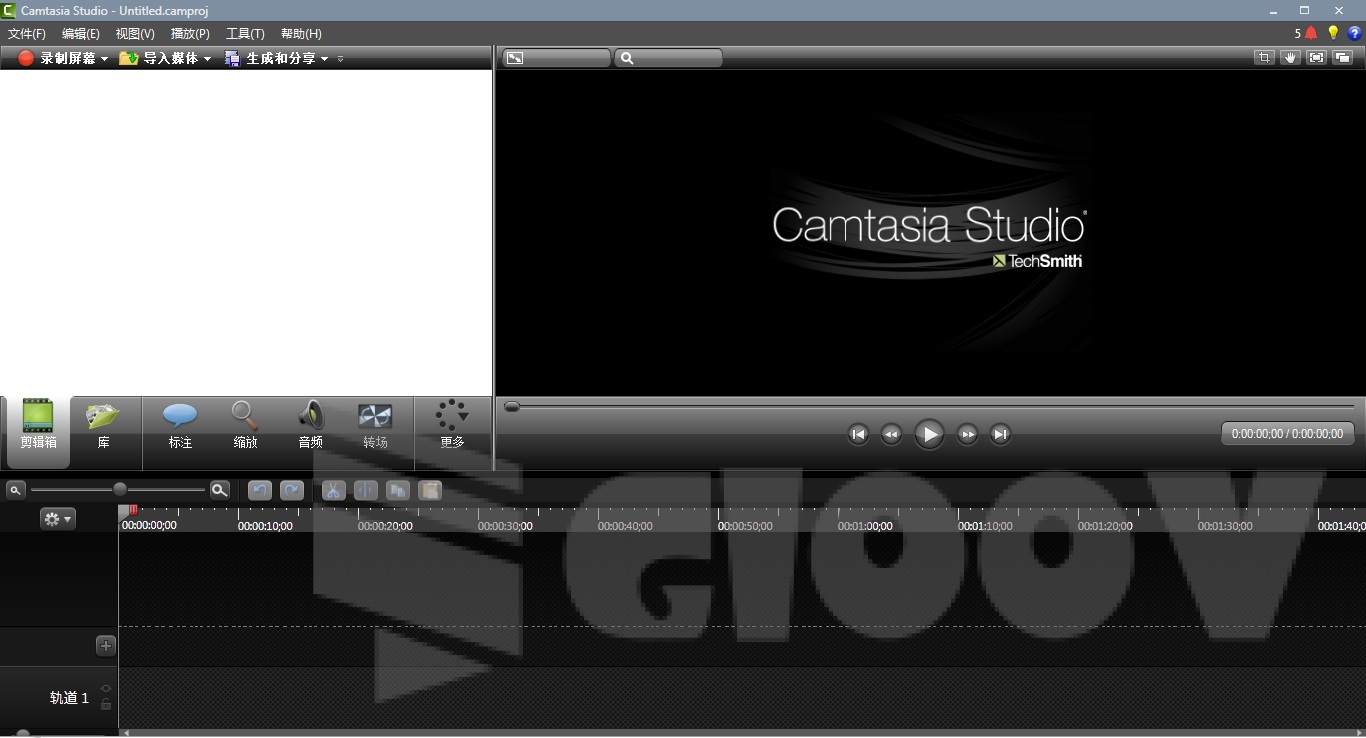 Camtasia Studio - Untitled.camproj
文件(F) 编辑(E) 视图(V) 播放(P) 工具(T) 帮助(H) 5
录制屏幕 导入媒体 生成和分享
Camtasia Studio®
TechSmith
剪辑箱 库 标注 缩放 音频 转场 更多
0:00:00;00 / 0:00:00;00
00:00:00;00 00:00:10;00 00:00:20;00 00:00:30;00 00:00:40;00 00:00:50;00 00:01:00;00 00:01:10;00 00:01:20;00 00:01:30;00 00:01:40;0
GIOOV
轨道 1